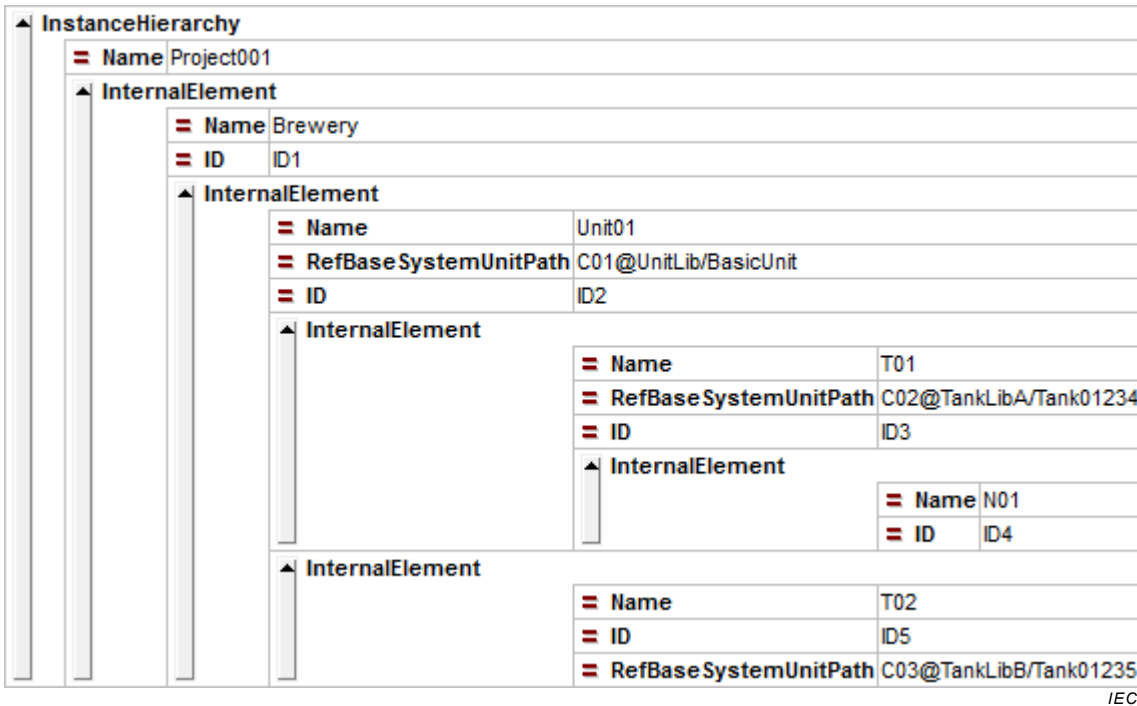 InstanceHierarchy
= Name Project001
InternalElement
= Name Brewery
= ID ID1
InternalElement
= Name Unit01
= RefBaseSystemUnitPath C01@UnitLib/BasicUnit
= ID ID2
InternalElement
= Name T01
= RefBaseSystemUnitPath C02@TankLibA/Tank01234
= ID ID3
InternalElement
= Name N01
= ID ID4
InternalElement
= Name T02
= ID ID5
= RefBaseSystemUnitPath C03@TankLibB/Tank01235
IEC